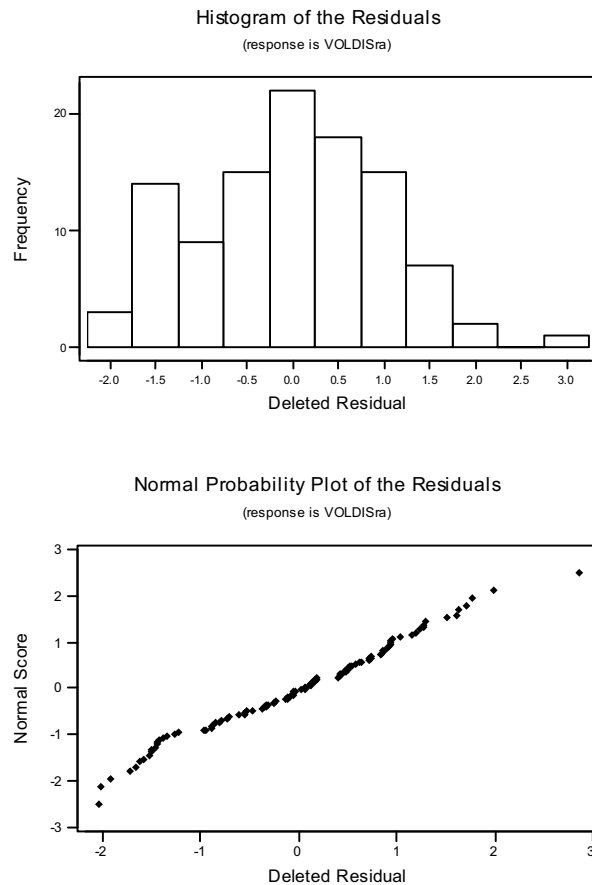 Histogram of the Residuals
(response is VOLDISra)
20
10
0
Frequency
-2.0 -1.5 -1.0 -0.5 0.0 0.5 1.0 1.5 2.0 2.5 3.0
Deleted Residual
Normal Probability Plot of the Residuals
(response is VOLDISra)
3
2
1
0
-1
-2
-3
Normal Score
-2 -1 0 1 2 3
Deleted Residual